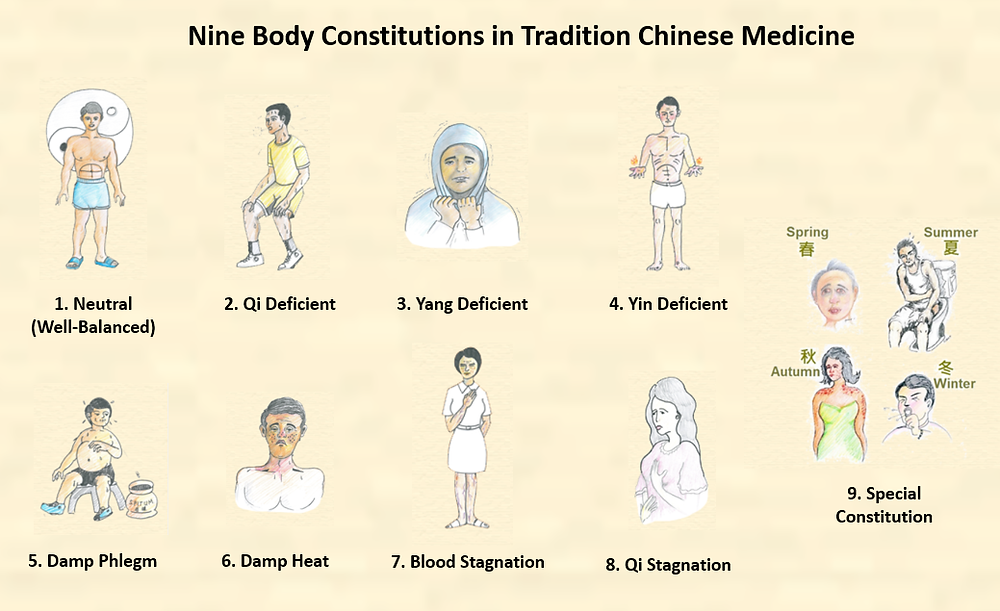 Nine Body Constitutions in Tradition Chinese Medicine
1. Neutral
(Well-Balanced)
2. Qi Deficient
3. Yang Deficient
4. Yin Deficient
Spring
春
Summer
夏
秋
Autumn
冬
Winter
9. Special
Constitution
5. Damp Phlegm
6. Damp Heat
7. Blood Stagnation
8. Qi Stagnation